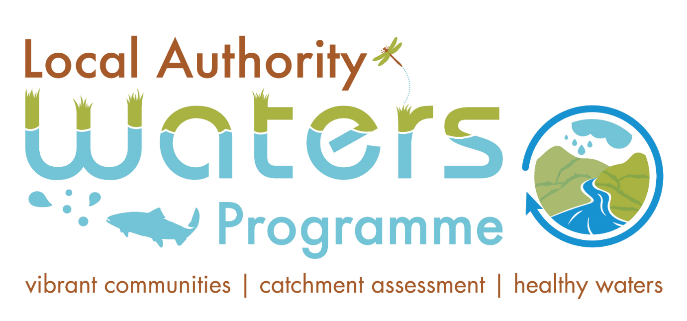 Local Authority
waters
Programme
vibrant communities | catchment assessment | healthy waters